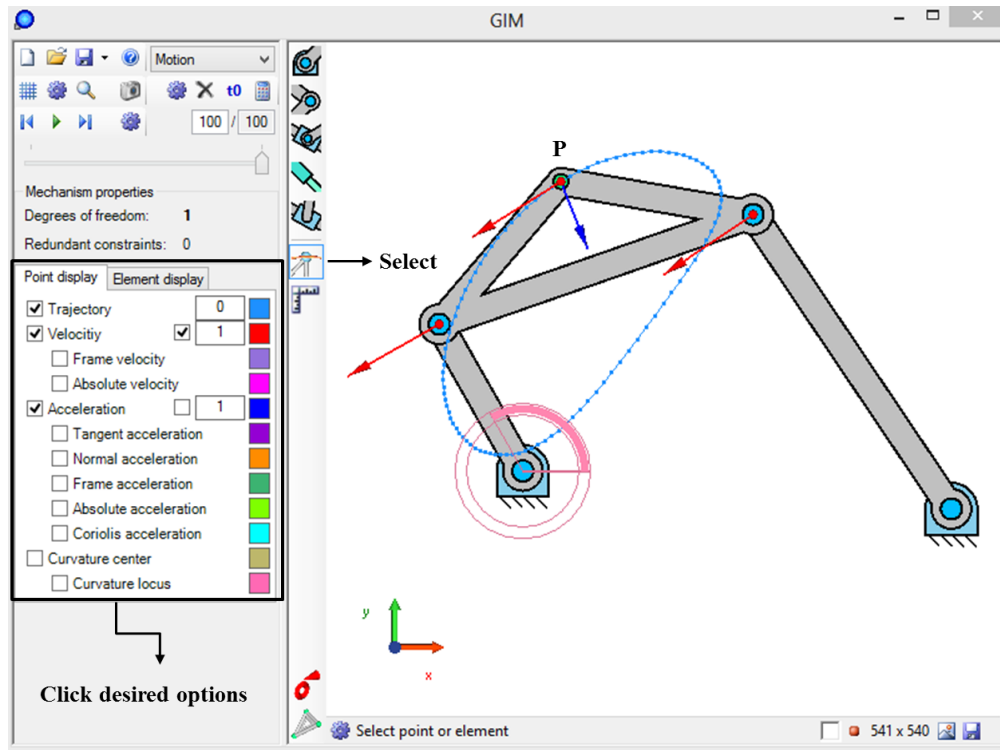 GIM
Motion
t0
100 / 100
Mechanism properties
Degrees of freedom: 1
Redundant constraints: 0
Point display Element display
Trajectory 0
Velocitiy 1
Frame velocity
Absolute velocity
Acceleration 1
Tangent acceleration
Normal acceleration
Frame acceleration
Absolute acceleration
Coriolis acceleration
Curvature center
Curvature locus
Click desired options
Select
P
y
x
Select point or element
541 x 540